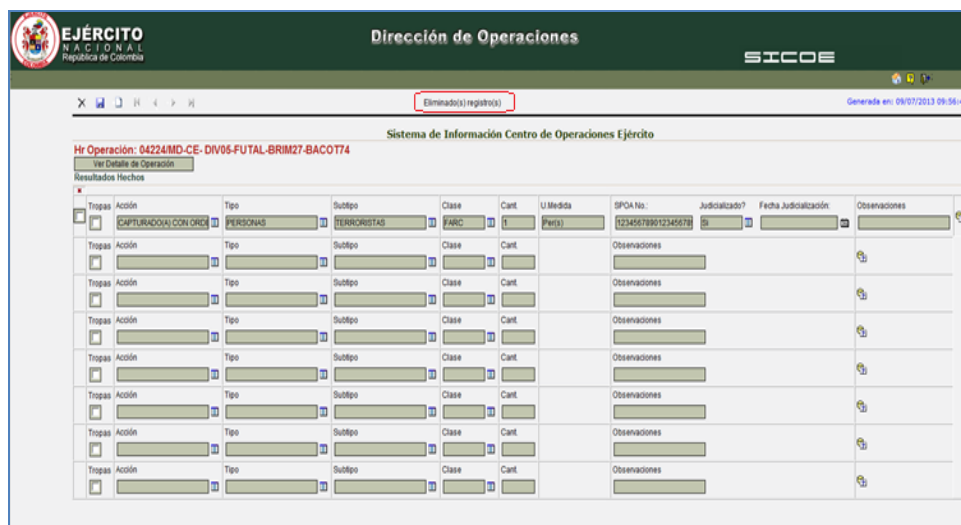 EJÉRCITO
NACIONAL
República de Colombia
Dirección de Operaciones
SICOE
Eliminado(s) registro(s)
Generada en: 09/07/2013 09:56:
Sistema de Información Centro de Operaciones Ejército
Hr Operación: 04224/MD-CE- DIV05-FUTAL-BRIM27-BACOT74
Ver Detalle de Operación
Resultados Hechos
Tropas Acción Tipo Subtipo Clase Cant. U.Medida SPOA No.: Judicializado? Fecha Judicialización: Observaciones
CAPTURADO(A) CON ORDE PERSONAS TERRORISTAS FARC 1 Per(s) 1234567890123456789 Si
Tropas Acción Tipo Subtipo Clase Cant. Observaciones
Tropas Acción Tipo Subtipo Clase Cant. Observaciones
Tropas Acción Tipo Subtipo Clase Cant. Observaciones
Tropas Acción Tipo Subtipo Clase Cant. Observaciones
Tropas Acción Tipo Subtipo Clase Cant. Observaciones
Tropas Acción Tipo Subtipo Clase Cant. Observaciones
Tropas Acción Tipo Subtipo Clase Cant. Observaciones